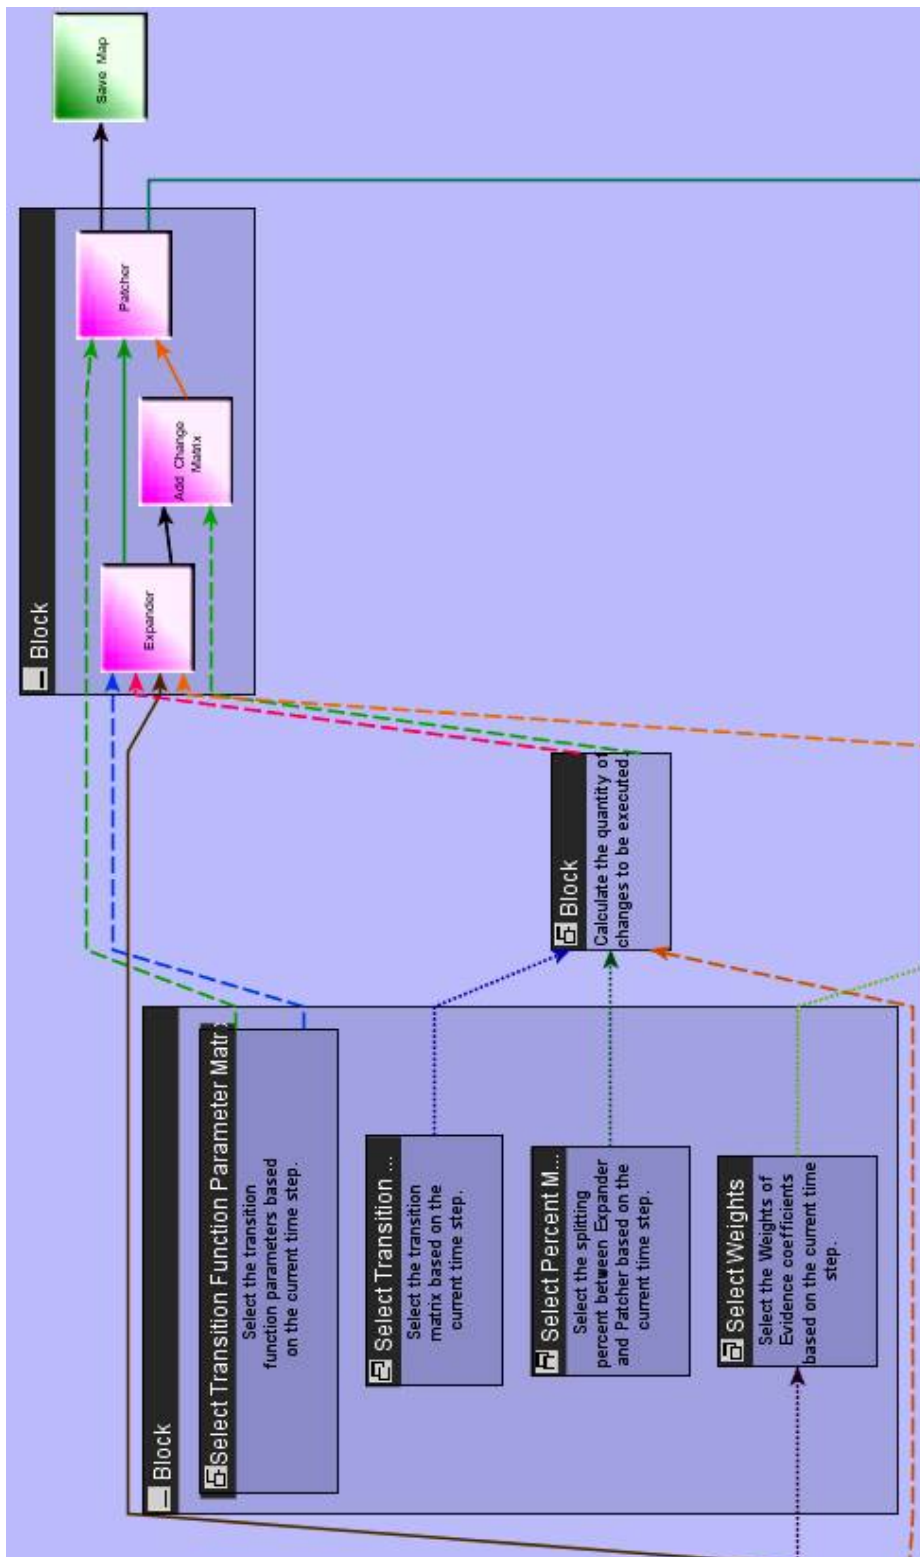 Block
Select Transition Function Parameter Matr
Select the transition
function parameters based
on the current time step.
Select Transition ...
Select the transition
matrix based on the
current time step.
Select Percent M...
Select the splitting
percent between Expander
and Patcher based on the
current time step.
Select Weights
Select the Weights of
Evidence coefficients
based on the current time
step.
Block
Calculate the quantity of
changes to be executed.
Block
Expander
Add Change
Matrix
Patcher
Save Map